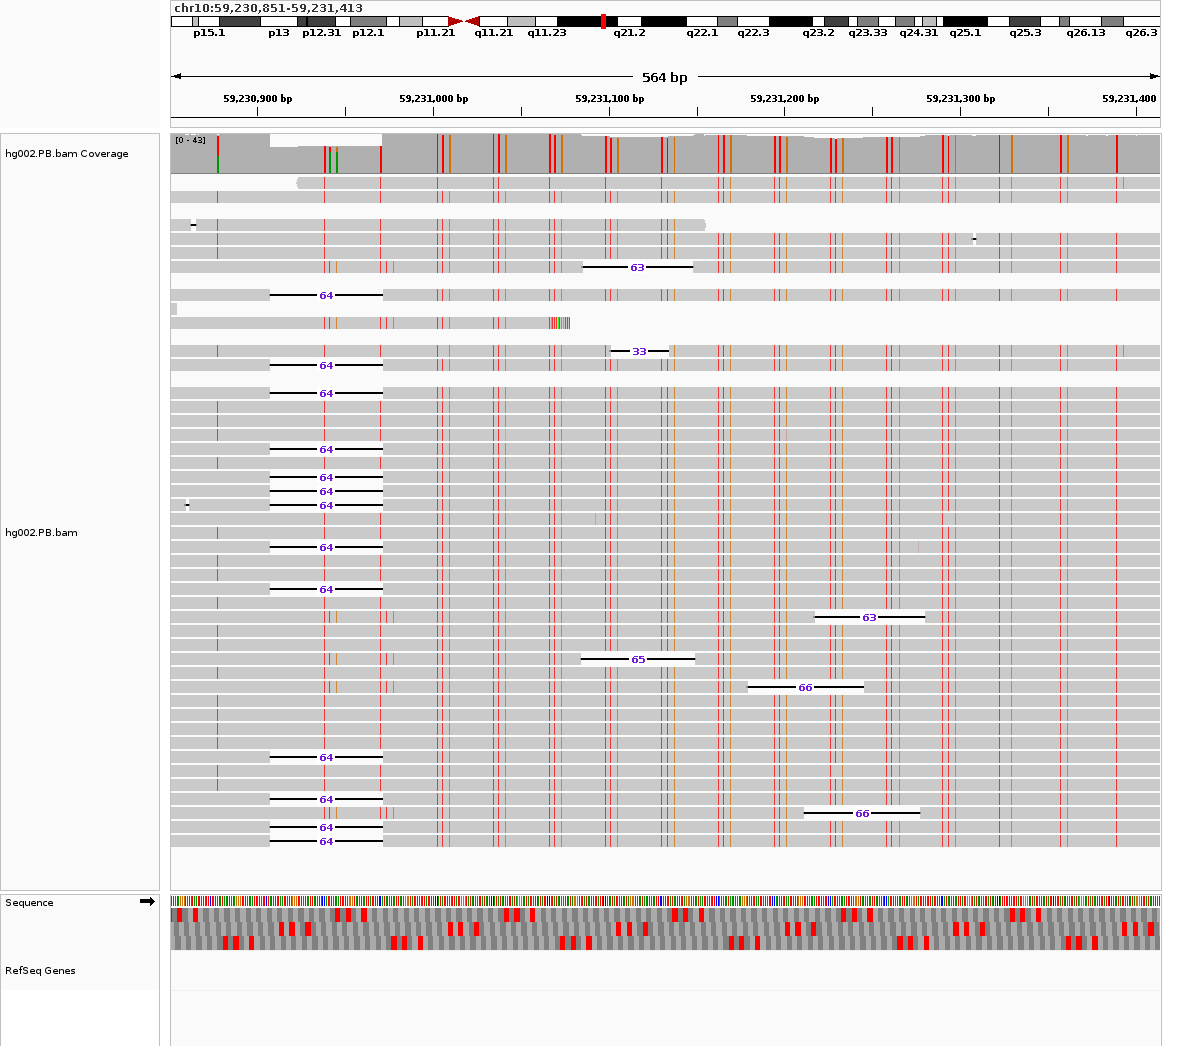 chr10:59,230,851-59,231,413
p15.1 p13 p12.31 p12.1 p11.21 q11.21 q11.23 q21.2 q22.1 q22.3 q23.2 q23.33 q24.31 q25.1 q25.3 q26.13 q26.3
564 bp
59,230,900 bp 59,231,000 bp 59,231,100 bp 59,231,200 bp 59,231,300 bp 59,231,400
[0 - 43]
hg002.PB.bam Coverage
63
64
33
64
64
64
64
64
64
hg002.PB.bam
64
64
63
65
66
64
64
66
64
64
Sequence
RefSeq Genes